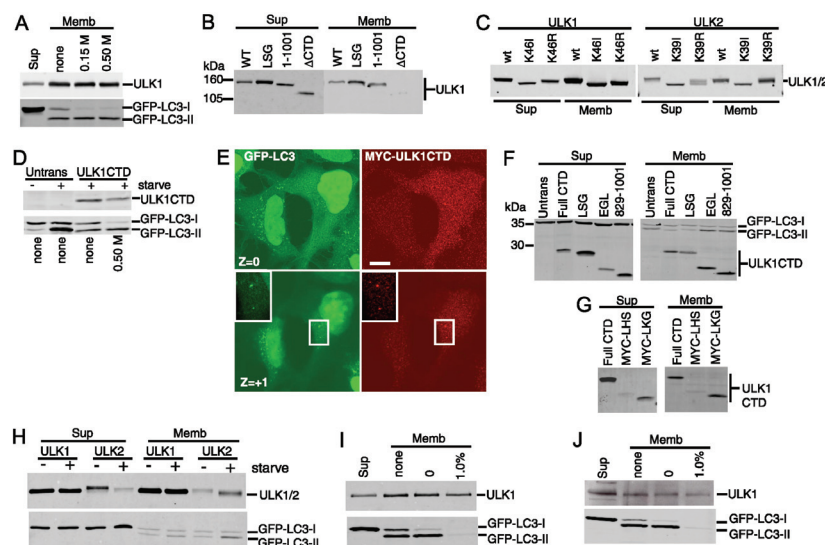 A
Memb
Sup
none
0.15 M
0.50 M
ULK1
GFP-LC3-I
GFP-LC3-II
B
Sup
Memb
kDa
WT
LSG
1-1001
ΔCTD
WT
LSG
1-1001
ΔCTD
160
105
ULK1
C
ULK1
ULK2
wt
K46I
K46R
wt
K46I
K46R
wt
K39I
K39R
wt
K39I
K39R
ULK1/2
Sup
Memb
Sup
Memb
D
Untrans
ULK1CTD
- + + + starve
ULK1CTD
GFP-LC3-I
GFP-LC3-II
none
none
none
0.50 M
E
GFP-LC3
MYC-ULK1CTD
Z=0
Z=+1
F
Sup
Memb
kDa
Untrans
Full CTD
LSG
EGL
829-1001
Untrans
Full CTD
LSG
EGL
829-1001
35
30
GFP-LC3-I
GFP-LC3-II
ULK1CTD
G
Sup
Memb
Full CTD
MYC-LHS
MYC-LKG
Full CTD
MYC-LHS
MYC-LKG
ULK1
CTD
H
Sup
Memb
ULK1 ULK2 ULK1 ULK2
- + - + - + - + starve
ULK1/2
GFP-LC3-I
GFP-LC3-II
I
Memb
Sup
none
0
1.0%
ULK1
GFP-LC3-I
GFP-LC3-II
J
Memb
Sup
none
0
1.0%
ULK1
GFP-LC3-I
GFP-LC3-II